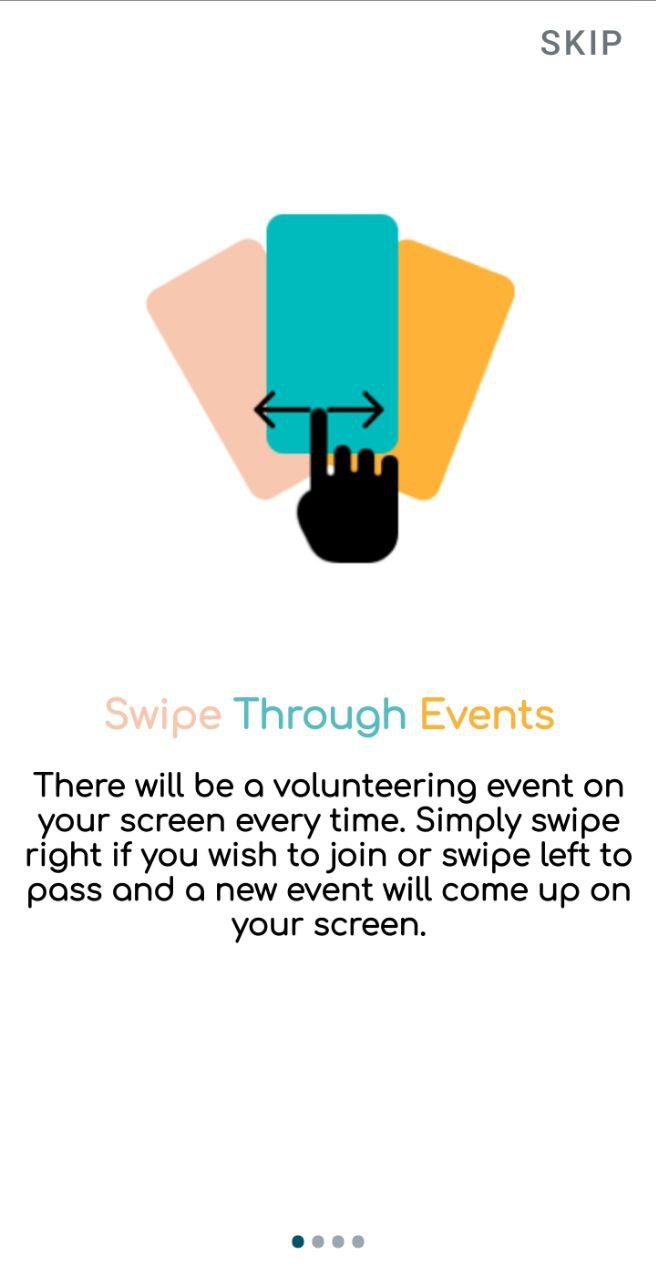 SKIP
Swipe Through Events
There will be a volunteering event on
your screen every time. Simply swipe
right if you wish to join or swipe left to
pass and a new event will come up on
your screen.